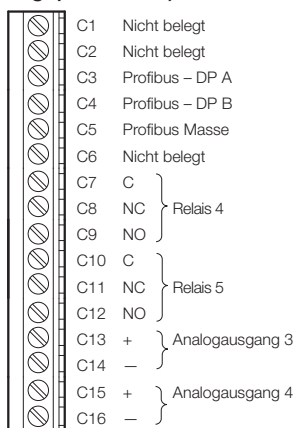 C1 Nicht belegt
C2 Nicht belegt
C3 Profibus – DP A
C4 Profibus – DP B
C5 Profibus Masse
C6 Nicht belegt
C7 C
C8 NC Relais 4
C9 NO
C10 C
C11 NC Relais 5
C12 NO
C13 + Analogausgang 3
C14 –
C15 + Analogausgang 4
C16 –